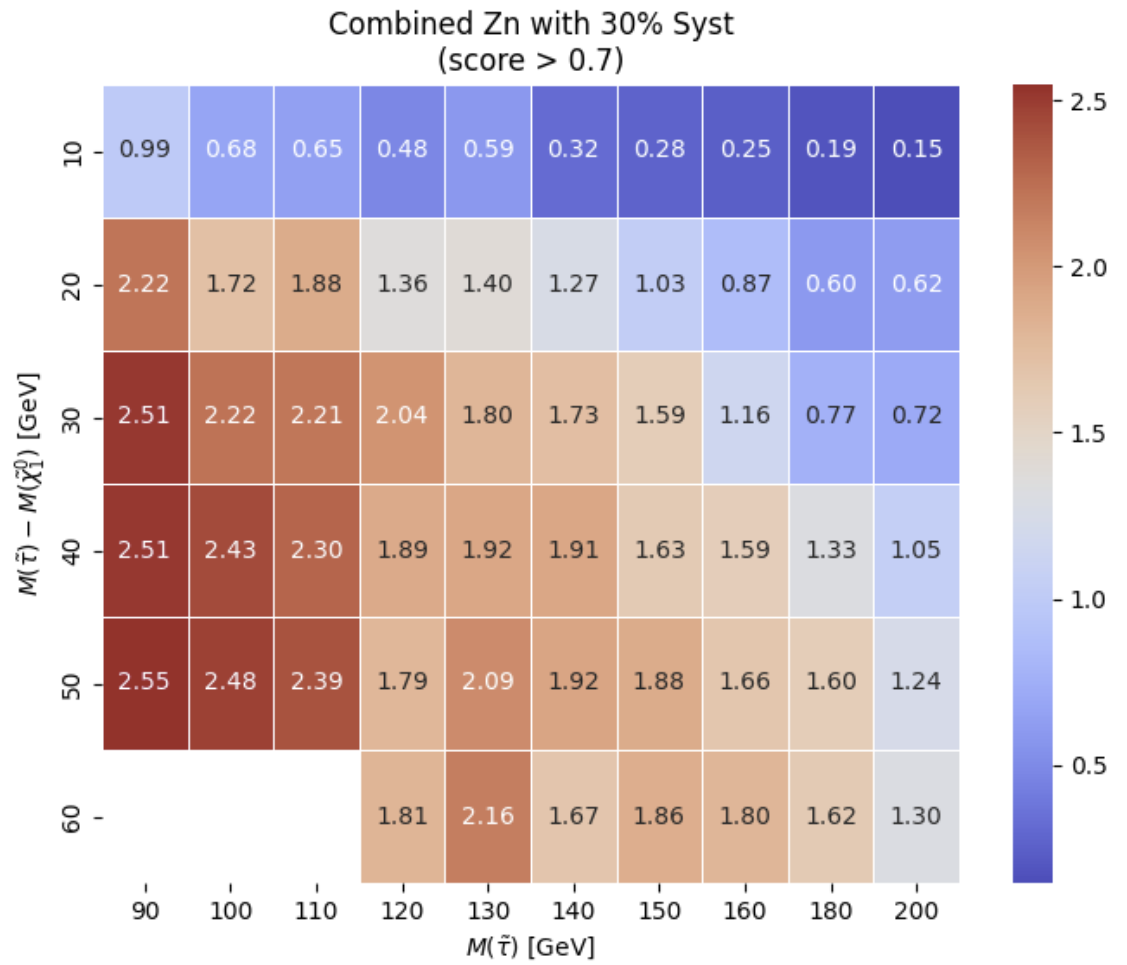 Combined Zn with 30% Syst
(score > 0.7)
10 0.99 0.68 0.65 0.48 0.59 0.32 0.28 0.25 0.19 0.15
20 2.22 1.72 1.88 1.36 1.40 1.27 1.03 0.87 0.60 0.62
30 2.51 2.22 2.21 2.04 1.80 1.73 1.59 1.16 0.77 0.72
40 2.51 2.43 2.30 1.89 1.92 1.91 1.63 1.59 1.33 1.05
50 2.55 2.48 2.39 1.79 2.09 1.92 1.88 1.66 1.60 1.24
60 1.81 2.16 1.67 1.86 1.80 1.62 1.30
90 100 110 120 130 140 150 160 180 200
M(τ̃) [GeV]
M(τ̃) − M(χ̃₁⁰) [GeV]
2.5
2.0
1.5
1.0
0.5